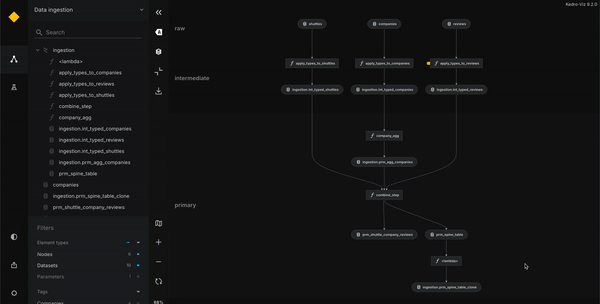 Data ingestion
Kedro-Viz 9.2.0
Search
ingestion
<lambda>
apply_types_to_companies
apply_types_to_reviews
apply_types_to_shuttles
combine_step
company_agg
ingestion.int_typed_companies
ingestion.int_typed_reviews
ingestion.int_typed_shuttles
ingestion.prm_agg_companies
prm_spine_table
companies
ingestion.prm_spine_table_clone
prm_shuttle_company_reviews
Filters
Element types
Nodes 6
Datasets 10
Parameters
Tags
Companies
raw
shuttles companies reviews
apply_types_to_shuttles apply_types_to_companies apply_types_to_reviews
intermediate
ingestion.int_typed_shuttles ingestion.int_typed_companies ingestion.int_typed_reviews
company_agg
ingestion.prm_agg_companies
combine_step
primary
prm_shuttle_company_reviews prm_spine_table
<lambda>
ingestion.prm_spine_table_clone